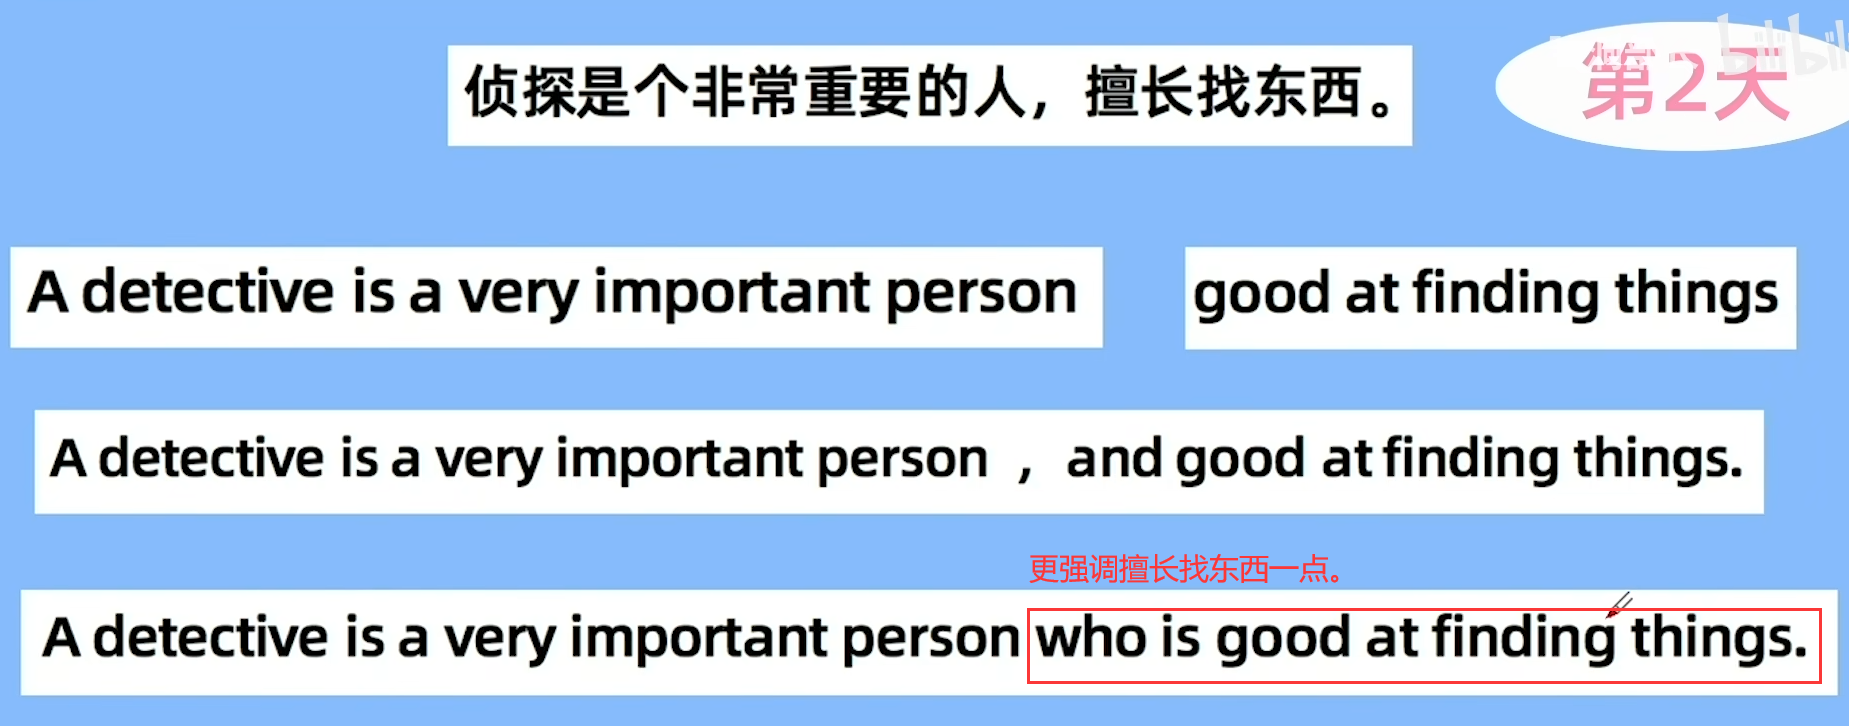 侦探是个非常重要的人，擅长找东西。
第2天
bilibili
A detective is a very important person
good at finding things
A detective is a very important person ，and good at finding things.
更强调擅长找东西一点。
A detective is a very important person who is good at finding things.